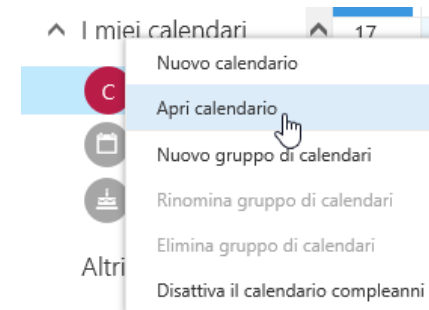 I miei calendari
17
Nuovo calendario
C
Apri calendario
Nuovo gruppo di calendari
Rinomina gruppo di calendari
Elimina gruppo di calendari
Altri
Disattiva il calendario compleanni